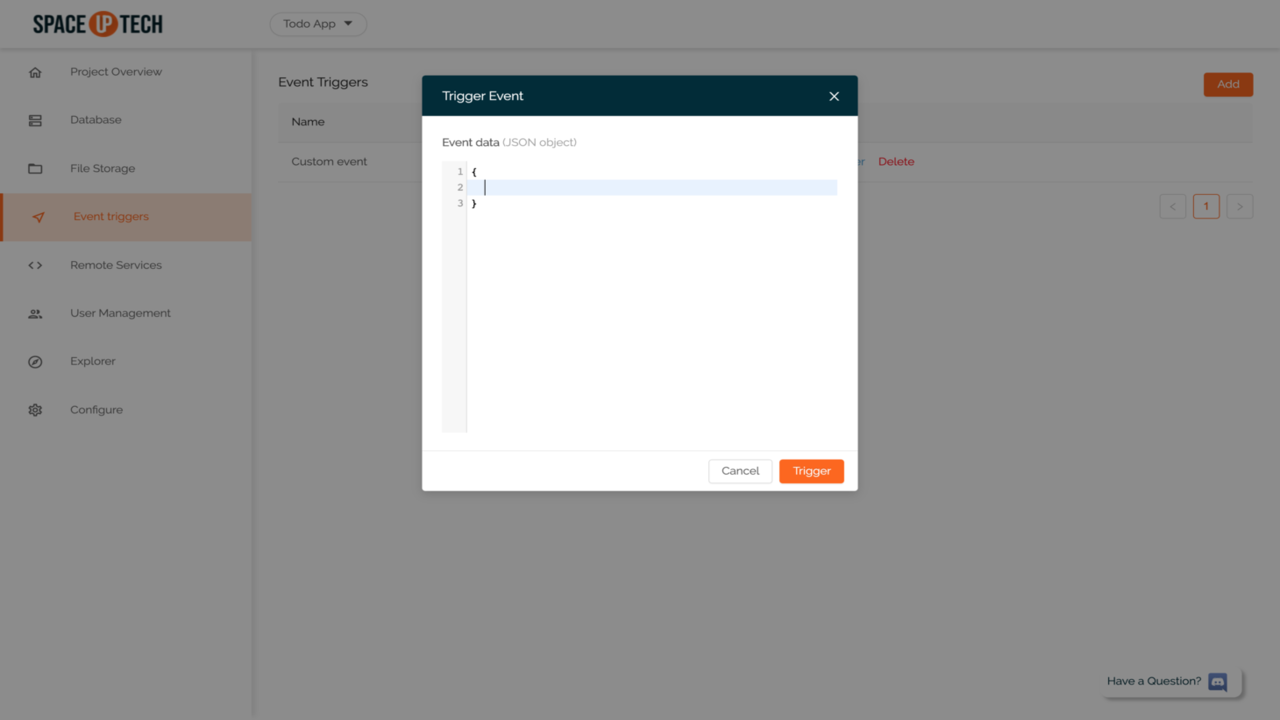 SPACE UP TECH
Todo App
Project Overview
Database
File Storage
Event triggers
Remote Services
User Management
Explorer
Configure
Event Triggers
Add
Name
Custom event
Delete
< 1 >
Trigger Event
Event data (JSON object)
1 {
2
3 }
Cancel
Trigger
Have a Question?